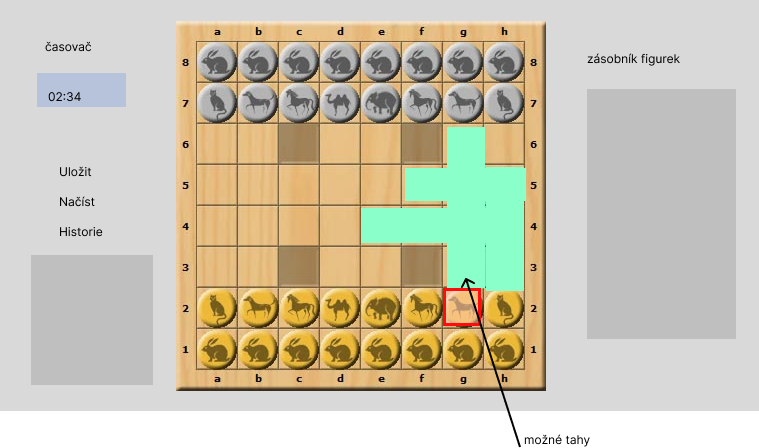 časovač
02:34
Uložit
Načíst
Historie
a b c d e f g h
8 8
7 7
6 6
5 5
4 4
3 3
2 2
1 1
a b c d e f g h
zásobník figurek
možné tahy